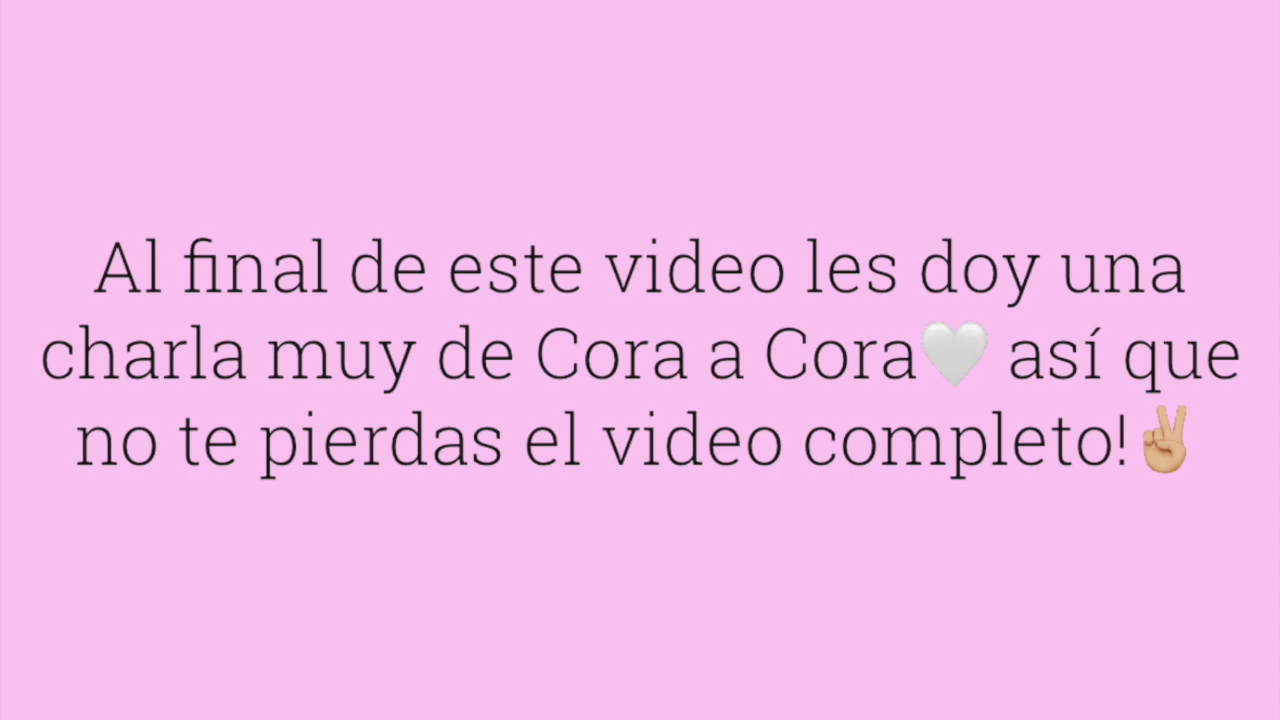 Al final de este video les doy una
charla muy de Cora a Cora🤍 así que
no te pierdas el video completo!✌🏼